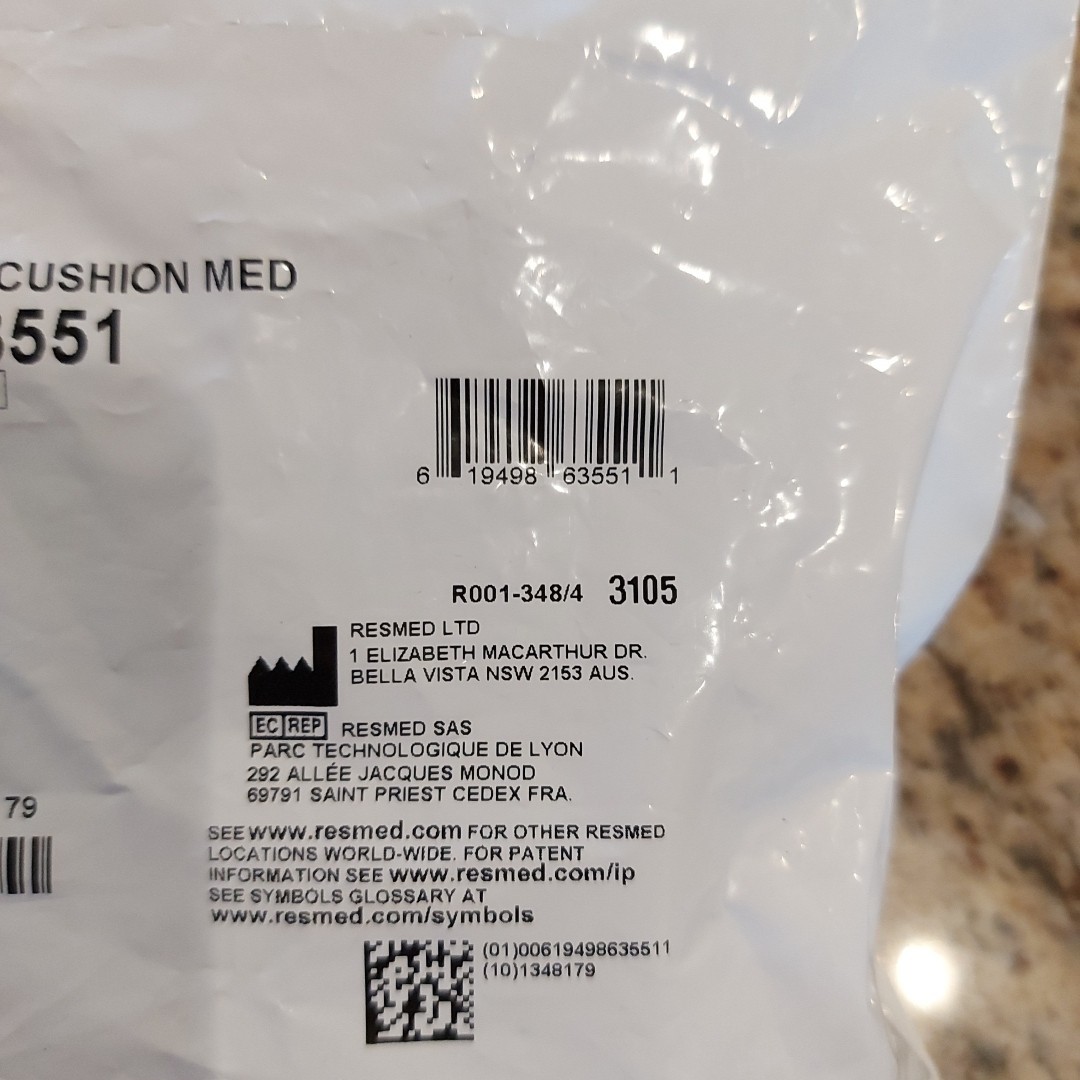 CUSHION MED
551
6 19498 63551 1
R001-348/4 3105
RESMED LTD
1 ELIZABETH MACARTHUR DR.
BELLA VISTA NSW 2153 AUS.
EC REP RESMED SAS
PARC TECHNOLOGIQUE DE LYON
292 ALLÉE JACQUES MONOD
69791 SAINT PRIEST CEDEX FRA.
79
SEE www.resmed.com FOR OTHER RESMED
LOCATIONS WORLD-WIDE. FOR PATENT
INFORMATION SEE www.resmed.com/ip
SEE SYMBOLS GLOSSARY AT
www.resmed.com/symbols
(01)00619498635511
(10)1348179